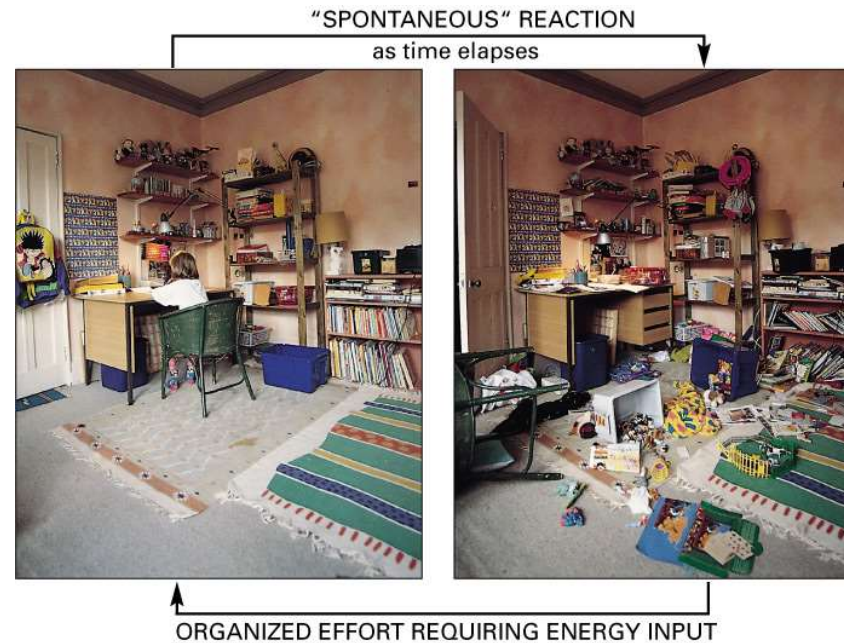 "SPONTANEOUS" REACTION
as time elapses
ORGANIZED EFFORT REQUIRING ENERGY INPUT